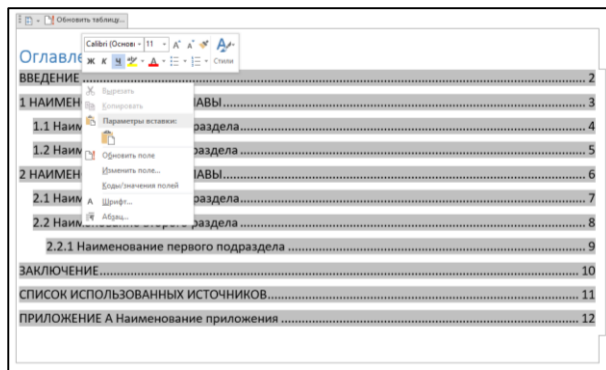 Обновить таблицу...
Calibri (Основн 11
Ж К Ч Стили
Оглавле
ВВЕДЕНИЕ 2
1 НАИМЕН АВЫ 3
1.1 Наим раздела 4
1.2 Наим раздела 5
2 НАИМЕН АВЫ 6
2.1 Наим раздела 7
2.2 Наим раздела 8
2.2.1 Наименование первого подраздела 9
ЗАКЛЮЧЕНИЕ 10
СПИСОК ИСПОЛЬЗОВАННЫХ ИСТОЧНИКОВ 11
ПРИЛОЖЕНИЕ А Наименование приложения 12
Вырезать
Копировать
Параметры вставки:
Обновить поле
Изменить поле...
Коды/значения полей
Шрифт...
Абзац...